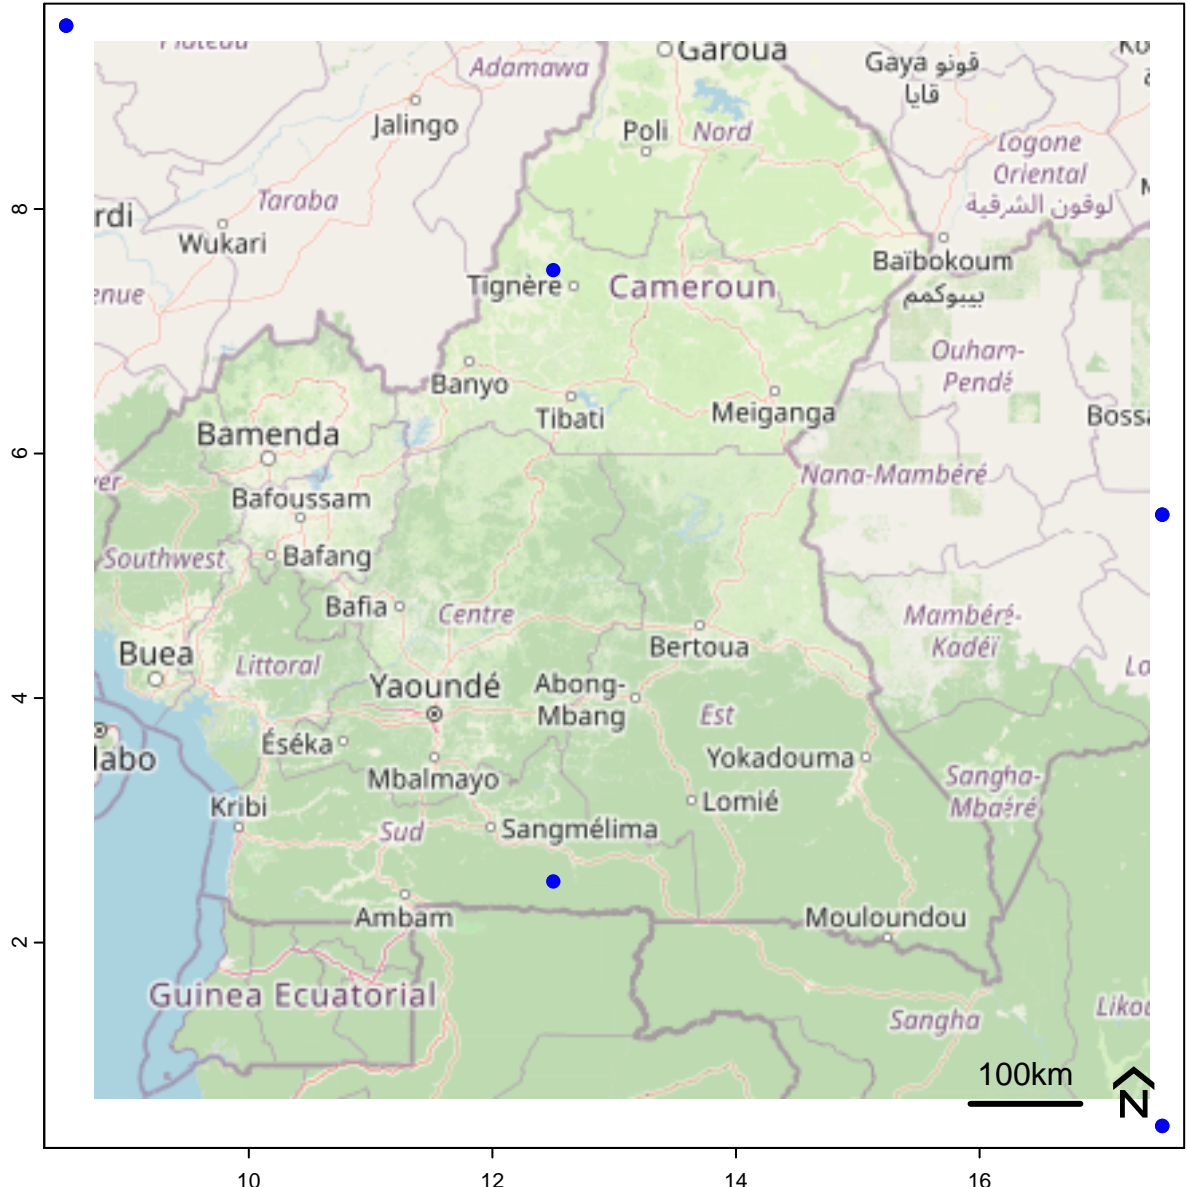 Adamawa
Garoua
Gaya قونو
قايا
Jalingo
Poli
Nord
Logone
Oriental
لوقون الشرقية
Taraba
rdi
Wukari
8
Baïbokoum
بيبوكمم
Tignère
Cameroun
enue
Ouham-
Pendé
Banyo
Tibati
Meiganga
Bossa
Bamenda
6
Nana-Mambéré
ver
Bafoussam
Southwest
Bafang
Bafia
Centre
Mambéré-
Kadéï
Bertoua
Buea
Littoral
Lo
Yaoundé
Abong-
Mbang
4
Est
Éséka
labo
Yokadouma
Mbalmayo
Sangha-
Mbaéré
Kribi
Lomié
Sud
Sangmélima
Ambam
Mouloundou
2
Guinea Ecuatorial
Sangha
Likou
100km
N
10
12
14
16